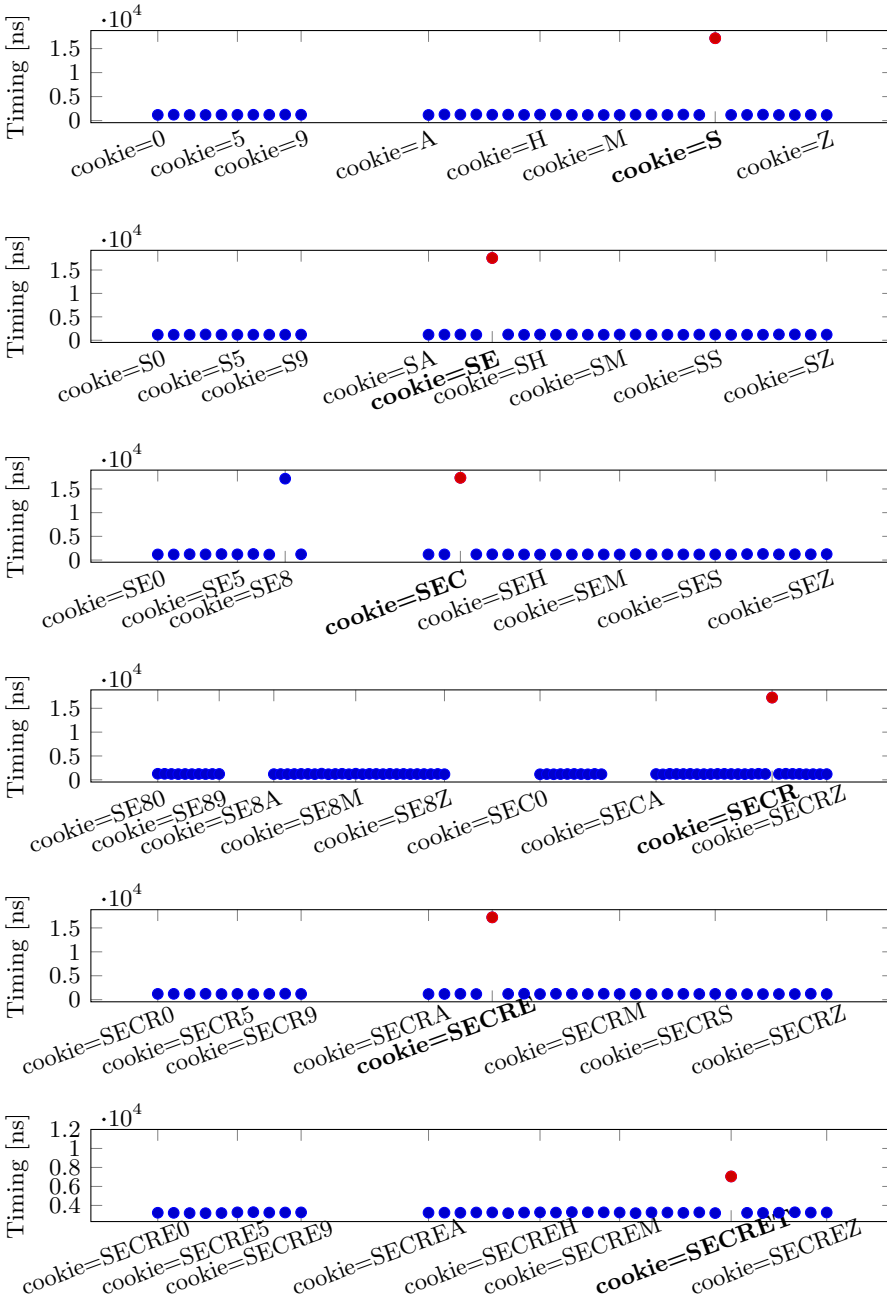 ·10^4
Timing [ns]
1.5
1
0.5
0
cookie=0 cookie=5 cookie=9 cookie=A cookie=H cookie=M cookie=S cookie=Z
·10^4
Timing [ns]
1.5
1
0.5
0
cookie=S0 cookie=S5 cookie=S9 cookie=SA cookie=SE cookie=SH cookie=SM cookie=SS cookie=SZ
·10^4
Timing [ns]
1.5
1
0.5
0
cookie=SE0 cookie=SE5 cookie=SE8 cookie=SEC cookie=SEH cookie=SEM cookie=SES cookie=SEZ
·10^4
Timing [ns]
1.5
1
0.5
0
cookie=SE80 cookie=SE89 cookie=SE8A cookie=SE8M cookie=SE8Z cookie=SEC0 cookie=SECA cookie=SECR cookie=SECRZ
·10^4
Timing [ns]
1.5
1
0.5
0
cookie=SECR0 cookie=SECR5 cookie=SECR9 cookie=SECRA cookie=SECRE cookie=SECRM cookie=SECRS cookie=SECRZ
·10^4
Timing [ns]
1.2
1
0.8
0.6
0.4
cookie=SECRE0 cookie=SECRE5 cookie=SECRE9 cookie=SECREA cookie=SECREH cookie=SECREM cookie=SECRET cookie=SECREZ